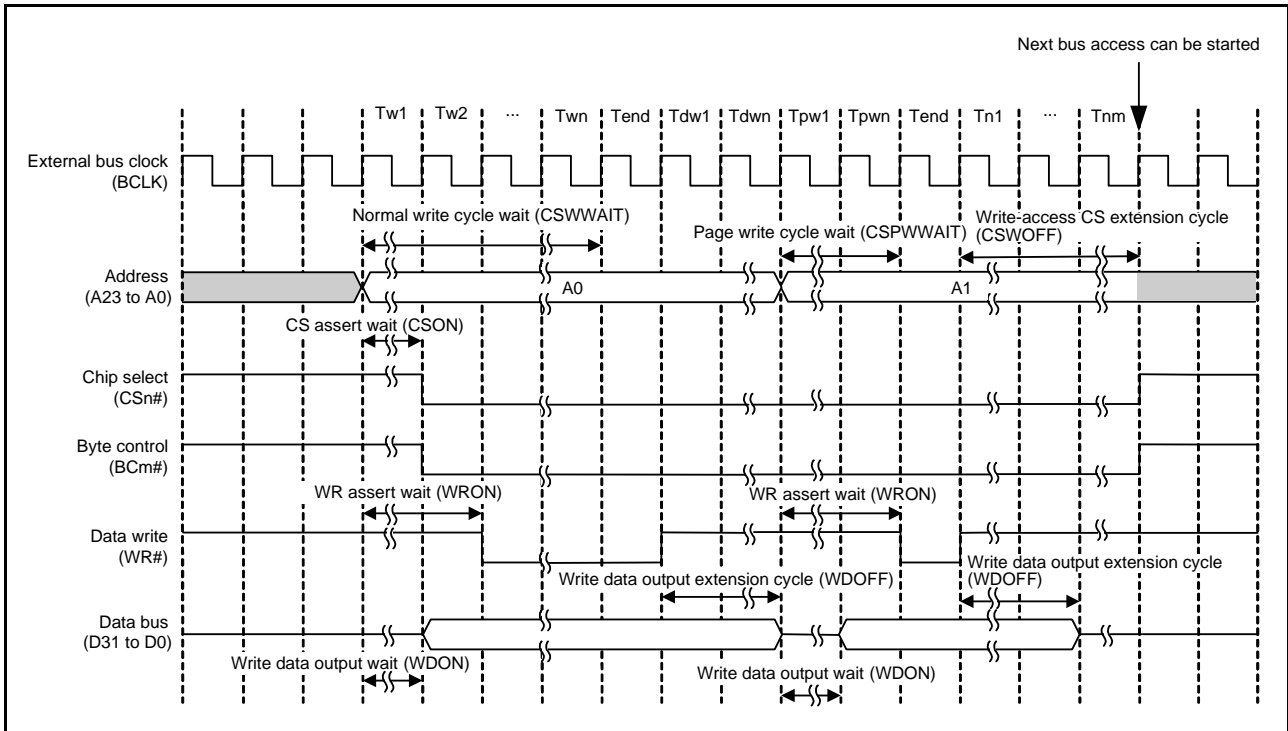 Next bus access can be started
Tw1 Tw2 ... Twn Tend Tdw1 Tdwn Tpw1 Tpwn Tend Tn1 ... Tnm
External bus clock
(BCLK)
Normal write cycle wait (CSWWAIT)
Page write cycle wait (CSPWWAIT)
Write-access CS extension cycle
(CSWOFF)
Address
(A23 to A0)
A0
A1
CS assert wait (CSON)
Chip select
(CSn#)
Byte control
(BCm#)
WR assert wait (WRON)
WR assert wait (WRON)
Data write
(WR#)
Write data output extension cycle (WDOFF)
Write data output extension cycle
(WDOFF)
Data bus
(D31 to D0)
Write data output wait (WDON)
Write data output wait (WDON)